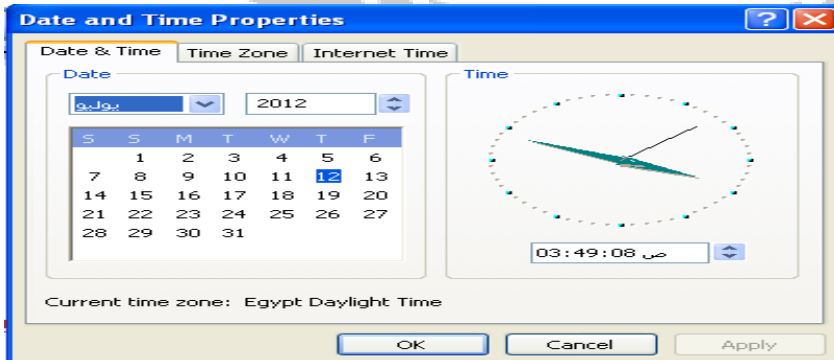 Date and Time Properties
Date & Time Time Zone Internet Time
Date
Time
يوليو 2012
S S M T W T F
1 2 3 4 5 6
7 8 9 10 11 12 13
14 15 16 17 18 19 20
21 22 23 24 25 26 27
28 29 30 31
03:49:08 ص
Current time zone: Egypt Daylight Time
OK Cancel Apply